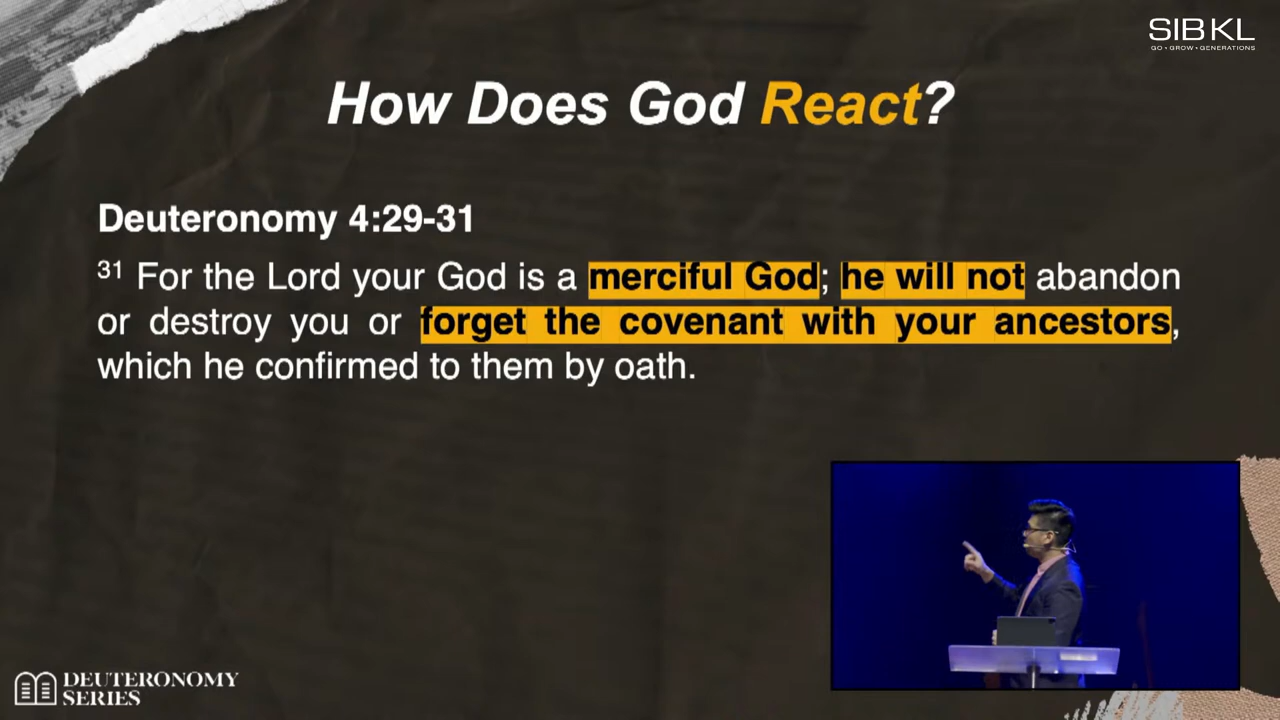 SIBKL
GO • GROW • GENERATIONS
How Does God React?
Deuteronomy 4:29-31
31 For the Lord your God is a merciful God; he will not abandon
or destroy you or forget the covenant with your ancestors,
which he confirmed to them by oath.
DEUTERONOMY
SERIES